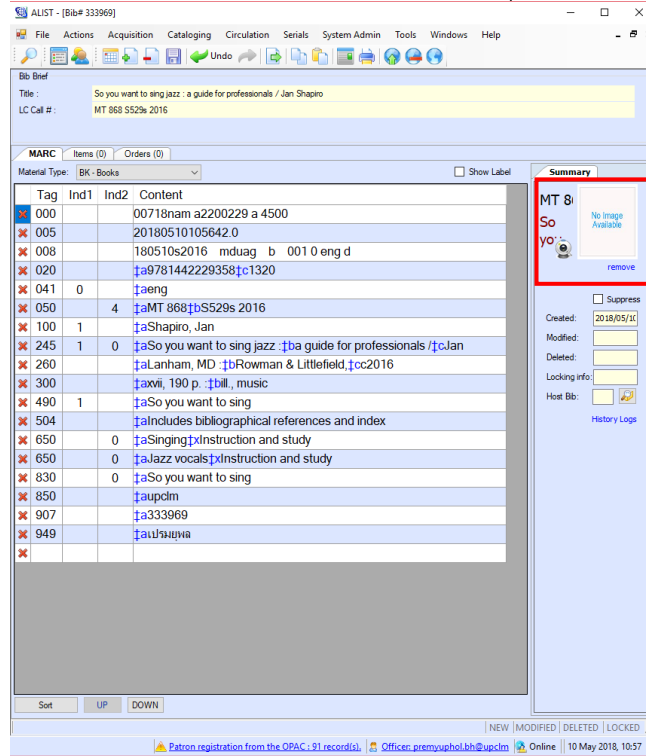 ALIST - [Bib# 333969]
File Actions Acquisition Cataloging Circulation Serials System Admin Tools Windows Help
Undo
Bib Brief
Title : So you want to sing jazz : a guide for professionals / Jan Shapiro
LC Call # : MT 868 S529s 2016
MARC Items (0) Orders (0)
Material Type: BK - Books Show Label
Tag Ind1 Ind2 Content
000 00718nam a2200229 a 4500
005 20180510105642.0
008 180510s2016 mduag b 001 0 eng d
020 ‡a9781442229358‡c1320
041 0 ‡aeng
050 4 ‡aMT 868‡bS529s 2016
100 1 ‡aShapiro, Jan
245 1 0 ‡aSo you want to sing jazz :‡ba guide for professionals /‡cJan
260 ‡aLanham, MD :‡bRowman & Littlefield,‡cc2016
300 ‡axvii, 190 p. :‡bill., music
490 1 ‡aSo you want to sing
504 ‡aIncludes bibliographical references and index
650 0 ‡aSinging‡xInstruction and study
650 0 ‡aJazz vocals‡xInstruction and study
830 0 ‡aSo you want to sing
850 ‡aupclm
907 ‡a333969
949 ‡aเปรมยุพล
Sort UP DOWN
Summary
MT 8
So
you
No Image
Available
remove
Suppress
Created: 2018/05/1
Modified:
Deleted:
Locking info:
Host Bib:
History Logs
NEW MODIFIED DELETED LOCKED
Patron registration from the OPAC : 91 record(s). Officer: premyuphol.bh@upclm Online 10 May 2018, 10:57